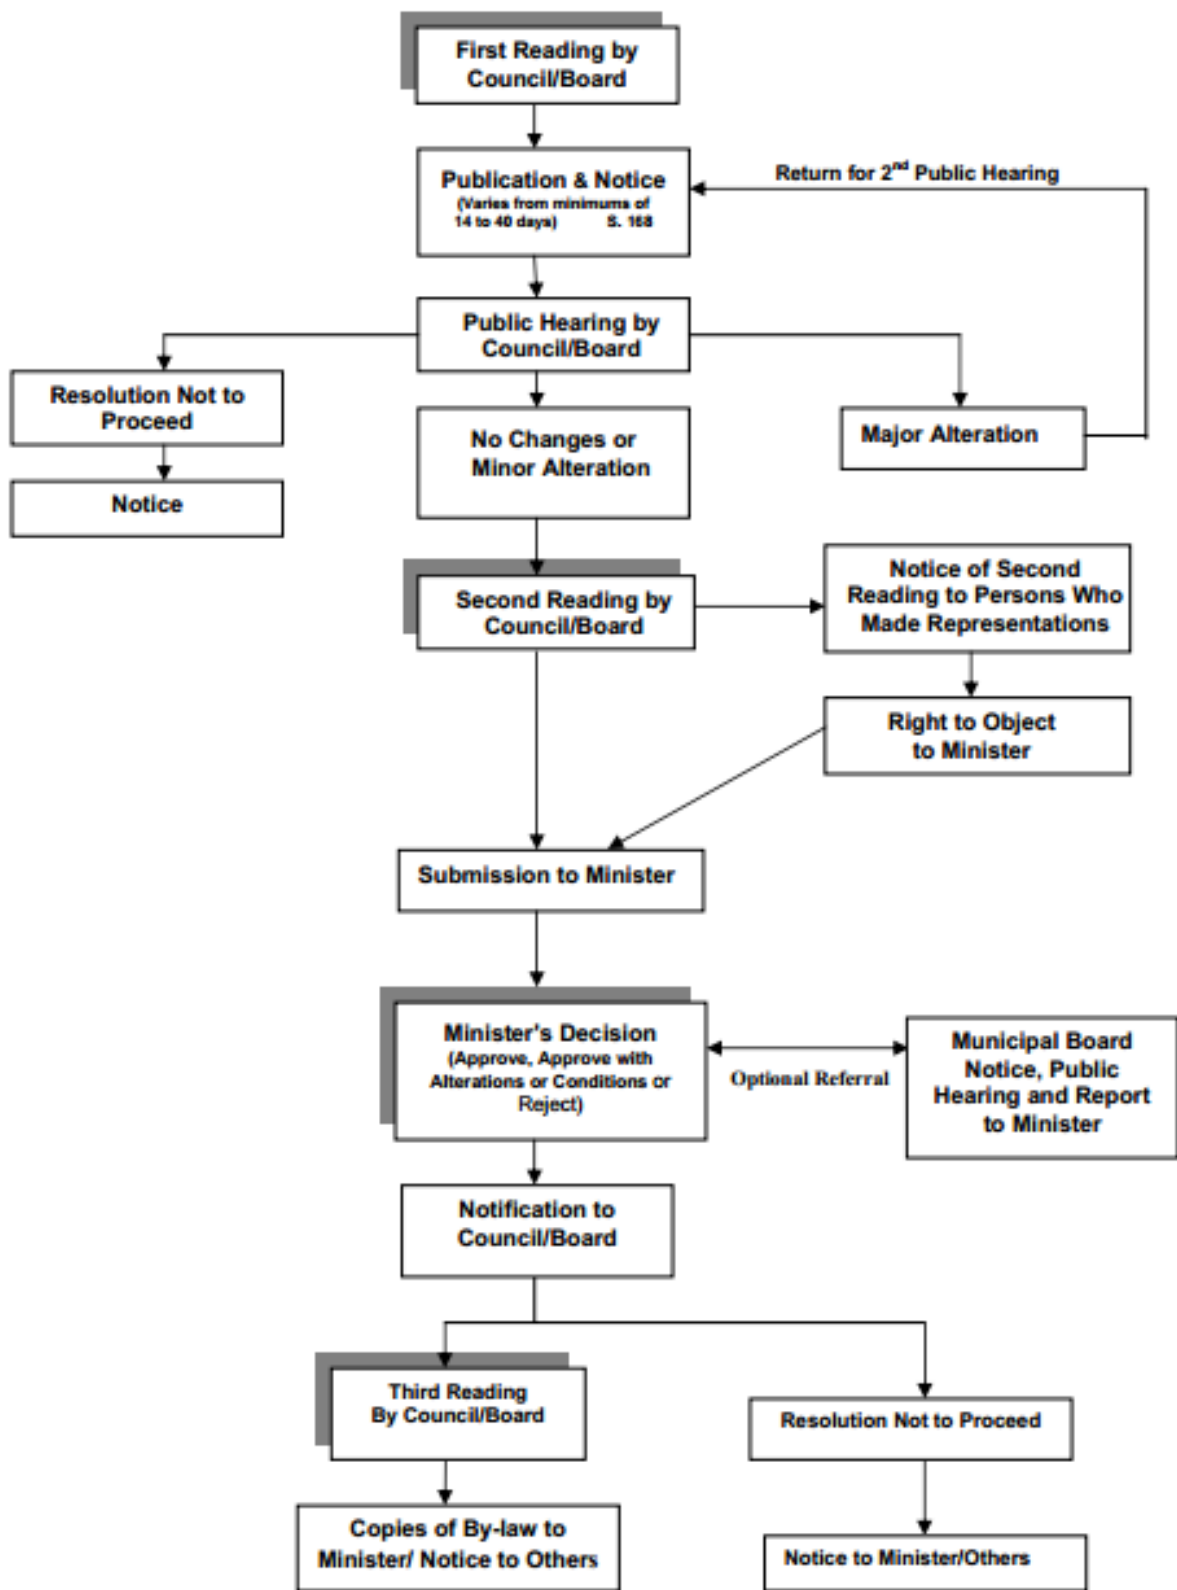 First Reading by
Council/Board
Publication & Notice
(Varies from minimums of
14 to 40 days) S. 168
Return for 2nd Public Hearing
Public Hearing by
Council/Board
Resolution Not to
Proceed
Notice
No Changes or
Minor Alteration
Major Alteration
Second Reading by
Council/Board
Notice of Second
Reading to Persons Who
Made Representations
Right to Object
to Minister
Submission to Minister
Minister's Decision
(Approve, Approve with
Alterations or Conditions or
Reject)
Optional Referral
Municipal Board
Notice, Public
Hearing and Report
to Minister
Notification to
Council/Board
Third Reading
By Council/Board
Resolution Not to Proceed
Copies of By-law to
Minister/ Notice to Others
Notice to Minister/Others